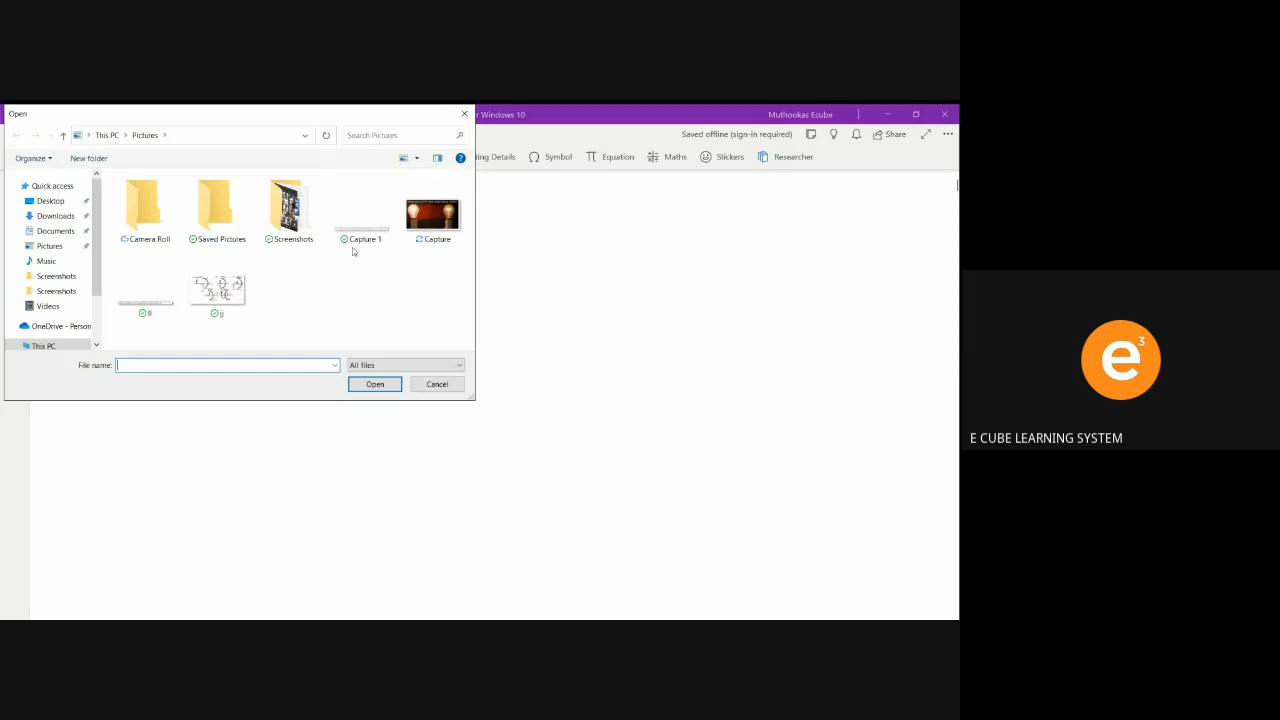 Open
r Windows 10
Muthookas Ecube
This PC
Pictures
Search Pictures
Saved offline (sign-in required)
Share
Organize
New folder
ting Details
Symbol
Equation
Maths
Stickers
Researcher
Quick access
Desktop
Downloads
Documents
Pictures
Music
Screenshots
Screenshots
Videos
OneDrive - Person
This PC
Camera Roll
Saved Pictures
Screenshots
Capture 1
Capture
jj
File name:
All files
Open
Cancel
e3
E CUBE LEARNING SYSTEM